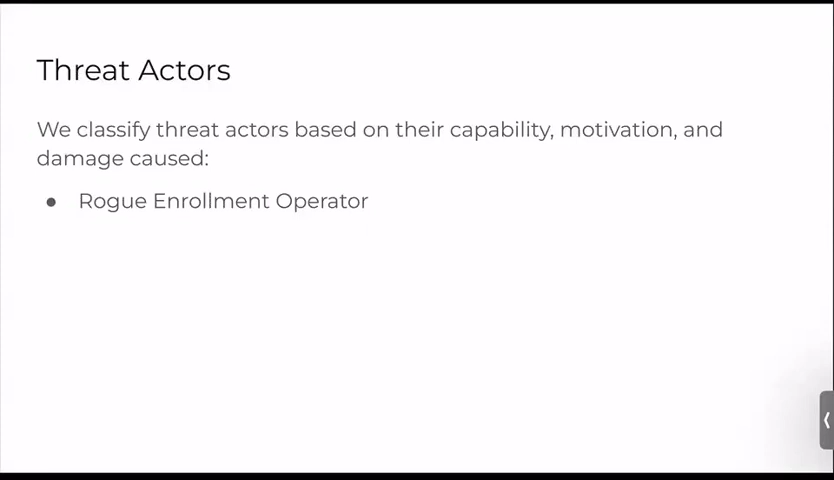 Threat Actors
We classify threat actors based on their capability, motivation, and
damage caused:
● Rogue Enrollment Operator